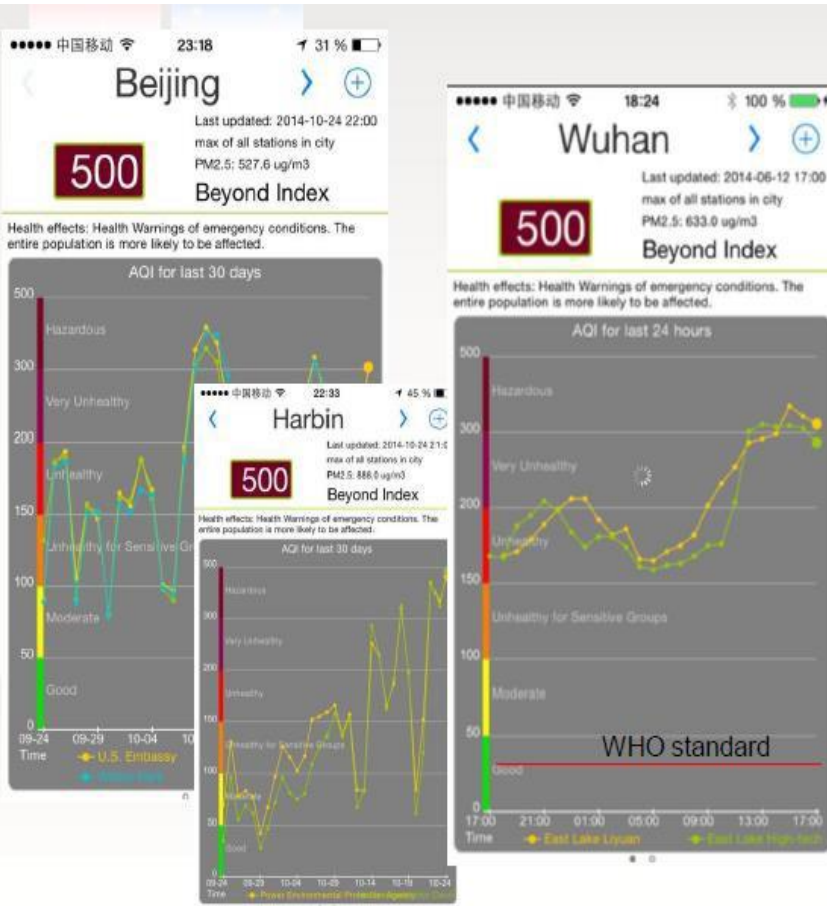 中国移动 23:18 31 %
Beijing
500
Last updated: 2014-10-24 22:00
max of all stations in city
PM2.5: 527.6 ug/m3
Beyond Index
Health effects: Health Warnings of emergency conditions. The
entire population is more likely to be affected.
AQI for last 30 days
500
Hazardous
300
Very Unhealthy
200
Unhealthy
150
Unhealthy for Sensitive Gr
100
Moderate
50
Good
0
09-24 09-29 10-04 10
Time U.S. Embassy
中国移动 22:33 45 %
Harbin
500
Last updated: 2014-10-24 21:0
max of all stations in city
PM2.5: 886.0 ug/m3
Beyond Index
Health effects: Health Warnings of emergency conditions. The
entire population is more likely to be affected.
AQI for last 30 days
500
Hazardous
300
Very Unhealthy
200
Unhealthy
150
Unhealthy for Sensitive Groups
100
Moderate
50
Good
09-24 09-29 10-04 10-09 10-14 10-19 10-24
Time Power Environmental
中国移动 18:24 100 %
Wuhan
500
Last updated: 2014-06-12 17:00
max of all stations in city
PM2.5: 633.0 ug/m3
Beyond Index
Health effects: Health Warnings of emergency conditions. The
entire population is more likely to be affected.
AQI for last 24 hours
500
Hazardous
300
Very Unhealthy
200
Unhealthy
150
Unhealthy for Sensitive Groups
100
Moderate
50
WHO standard
Good
0
17:00 21:00 01:00 05:00 09:00 13:00 17:00
Time East Lake Liyuan East Lake High-tech